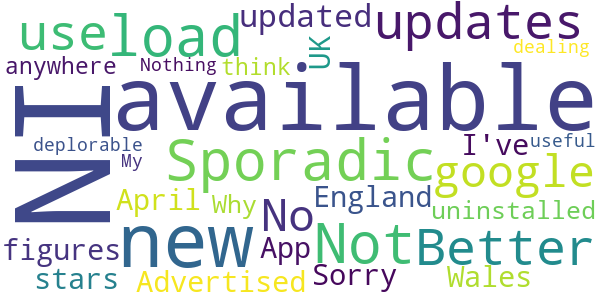 use load updated updates
UK dealing
anywhere Nothing think
NI available
deplorable My Sporadic I've useful
google
April Why No England uninstalled
figures new App Not Better
stars Advertised Sorry Wales